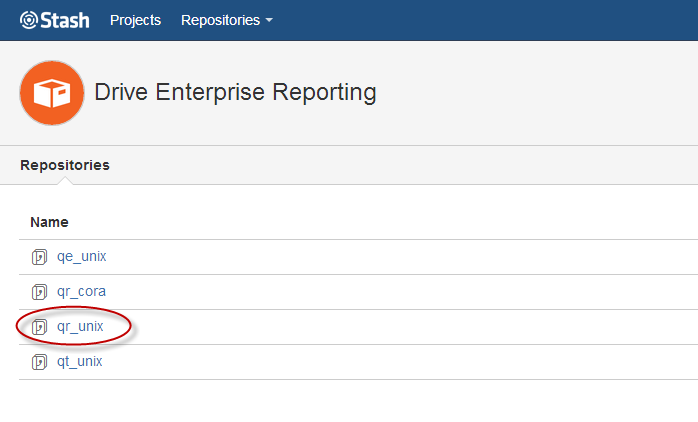 Stash Projects Repositories
Drive Enterprise Reporting
Repositories
Name
qe_unix
qr_cora
qr_unix
qt_unix